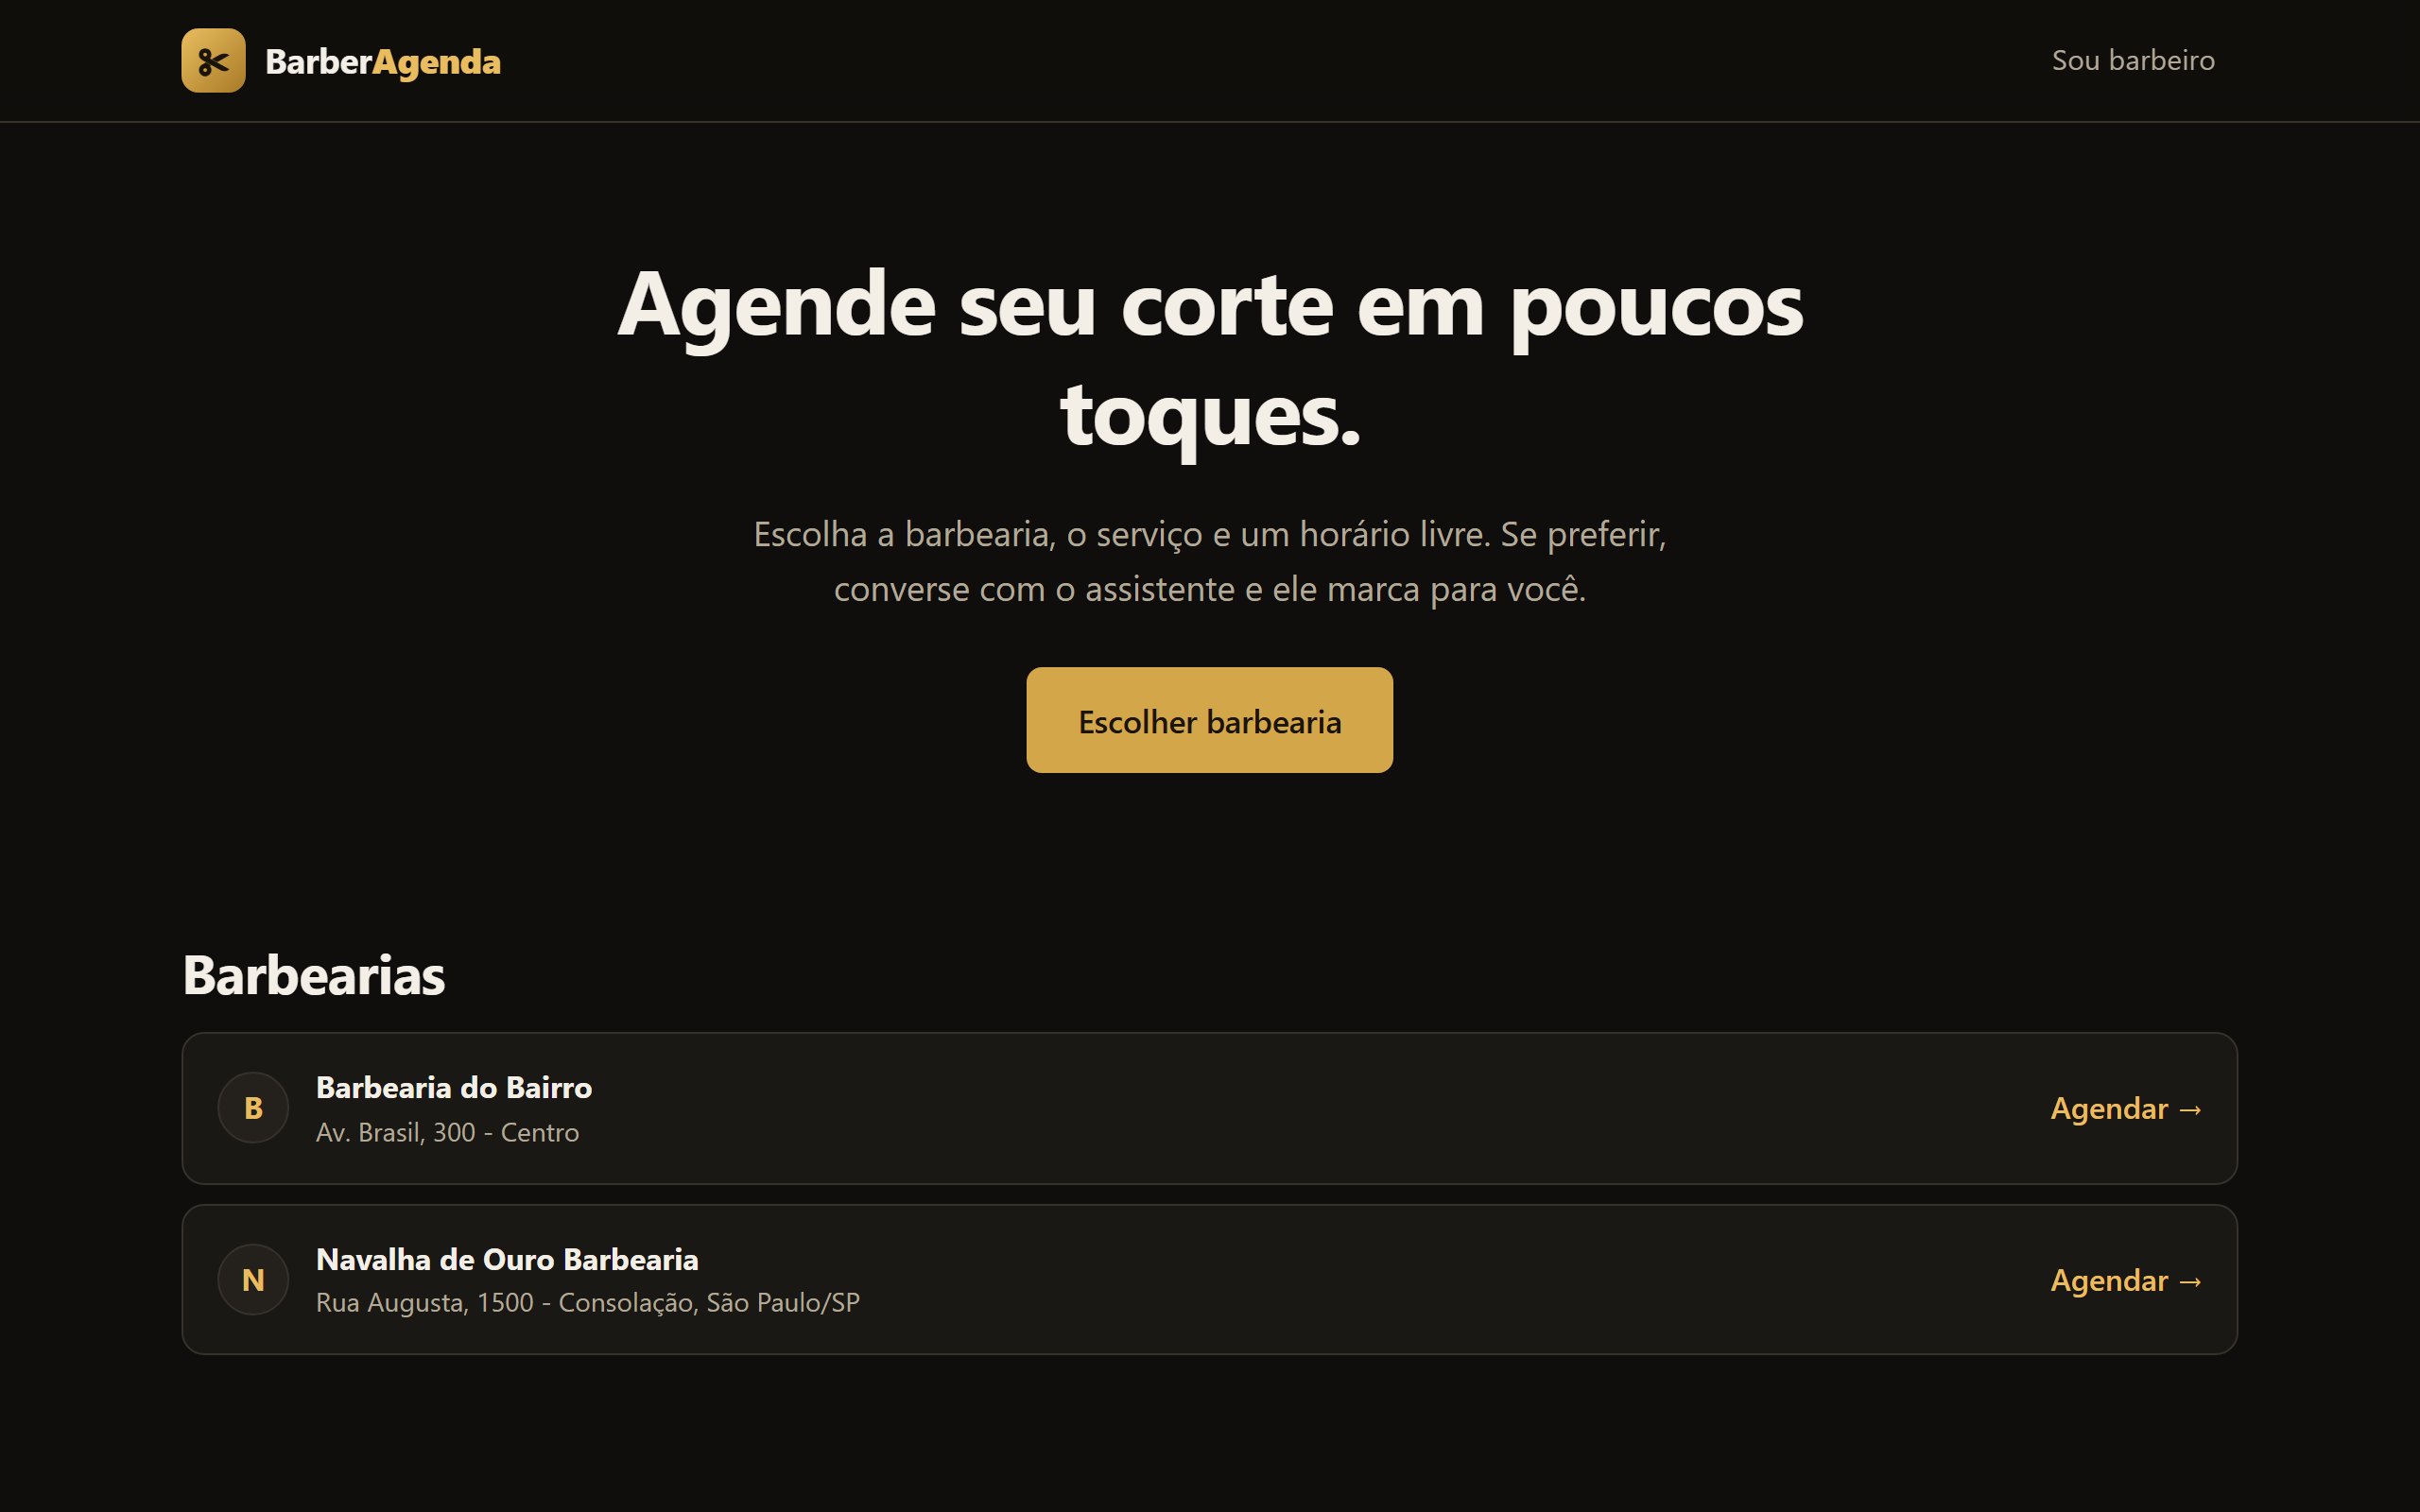 BarberAgenda
Sou barbeiro
Agende seu corte em poucos
toques.
Escolha a barbearia, o serviço e um horário livre. Se preferir,
converse com o assistente e ele marca para você.
Escolher barbearia
Barbearias
B
Barbearia do Bairro
Av. Brasil, 300 - Centro
Agendar →
N
Navalha de Ouro Barbearia
Rua Augusta, 1500 - Consolação, São Paulo/SP
Agendar →